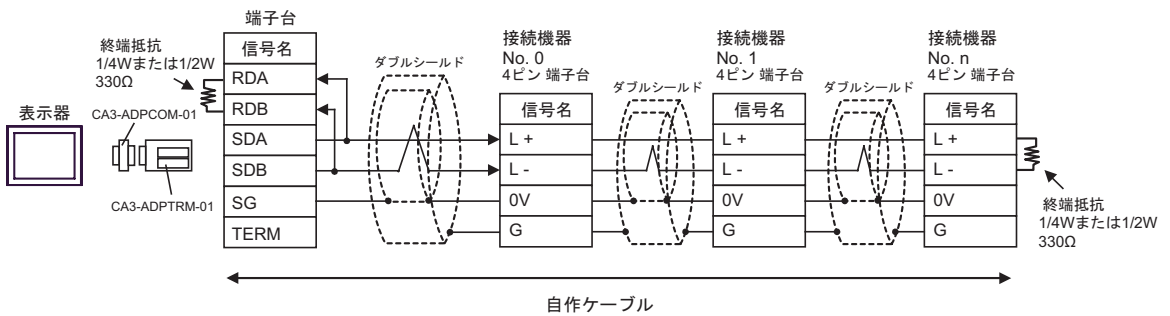 端子台
信号名
RDA
RDB
SDA
SDB
SG
TERM
終端抵抗
1/4Wまたは1/2W
330Ω
表示器
CA3-ADPCOM-01
CA3-ADPTRM-01
ダブルシールド
接続機器
No. 0
4ピン 端子台
信号名
L +
L -
0V
G
ダブルシールド
接続機器
No. 1
4ピン 端子台
信号名
L +
L -
0V
G
ダブルシールド
接続機器
No. n
4ピン 端子台
信号名
L +
L -
0V
G
終端抵抗
1/4Wまたは1/2W
330Ω
自作ケーブル